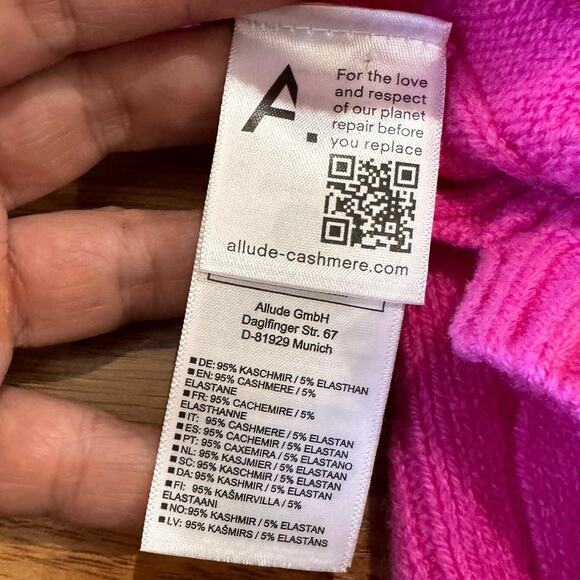 A.
For the love
and respect
of our planet
repair before
you replace
allude-cashmere.com
Allude GmbH
Daglfinger Str. 67
D-81929 Munich
■ DE: 95% KASCHMIR / 5% ELASTHAN
■ EN: 95% CASHMERE / 5%
ELASTANE
■ FR: 95% CACHEMIRE / 5%
ELASTHANNE
■ IT: 95% CASHMERE / 5% ELASTAN
■ ES: 95% CACHEMIR / 5% ELASTAN
■ PT: 95% CAXEMIRA / 5% ELASTANO
■ NL: 95% KASJMIER / 5% ELASTAAN
■ SC: 95% KASCHMIR / 5% ELASTAN
■ DA: 95% KASHMIR / 5% ELASTAN
■ FI: 95% KAŠMIRVILLA / 5%
ELASTAANI
■ NO: 95% KASHMIR / 5% ELASTAN
■ LV: 95% KAŠMIRS / 5% ELASTĀNS